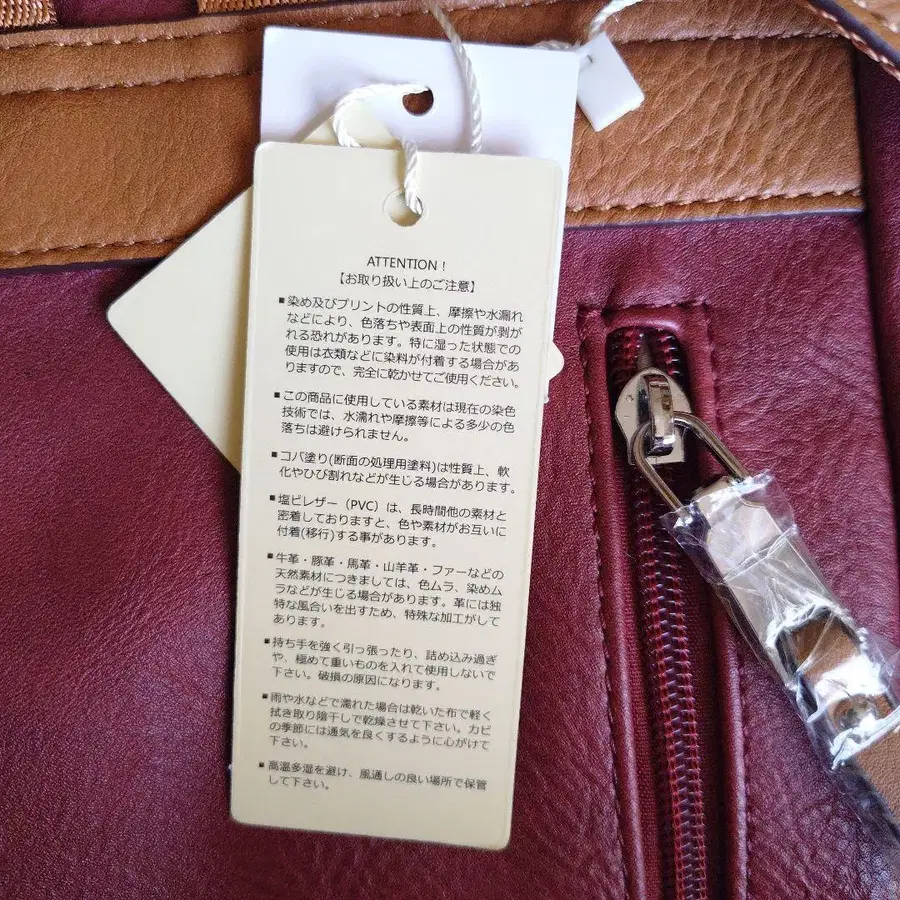 ATTENTION！
【お取り扱い上のご注意】
▪染め及びプリントの性質上、摩擦や水漏れ
などにより、色落ちや表面上の性質が剥が
れる恐れがあります。特に湿った状態での
使用は衣類などに染料が付着する場合があ
りますので、完全に乾かせてご使用ください。
▪この商品に使用している素材は現在の染色
技術では、水濡れや摩擦等による多少の色
落ちは避けられません。
▪コバ塗り(断面の処理用塗料)は性質上、軟
化やひび割れなどが生じる場合があります。
▪塩ビレザー（PVC）は、長時間他の素材と
密着しておりますと、色や素材がお互いに
付着(移行)する事があります。
▪牛革・豚革・馬革・山羊革・ファーなどの
天然素材につきましては、色ムラ、染めム
ラなどが生じる場合があります。革には独
特な風合いを出すため、特殊な加工がして
あります。
▪持ち手を強く引っ張ったり、詰め込み過ぎ
や、極めて重いものを入れて使用しないで
下さい。破損の原因になります。
▪雨や水などで濡れた場合は乾いた布で軽く
拭き取り陰干しで乾燥させて下さい。カビ
の季節には通気を良くするように心がけて
下さい。
▪高温多湿を避け、風通しの良い場所で保管
して下さい。